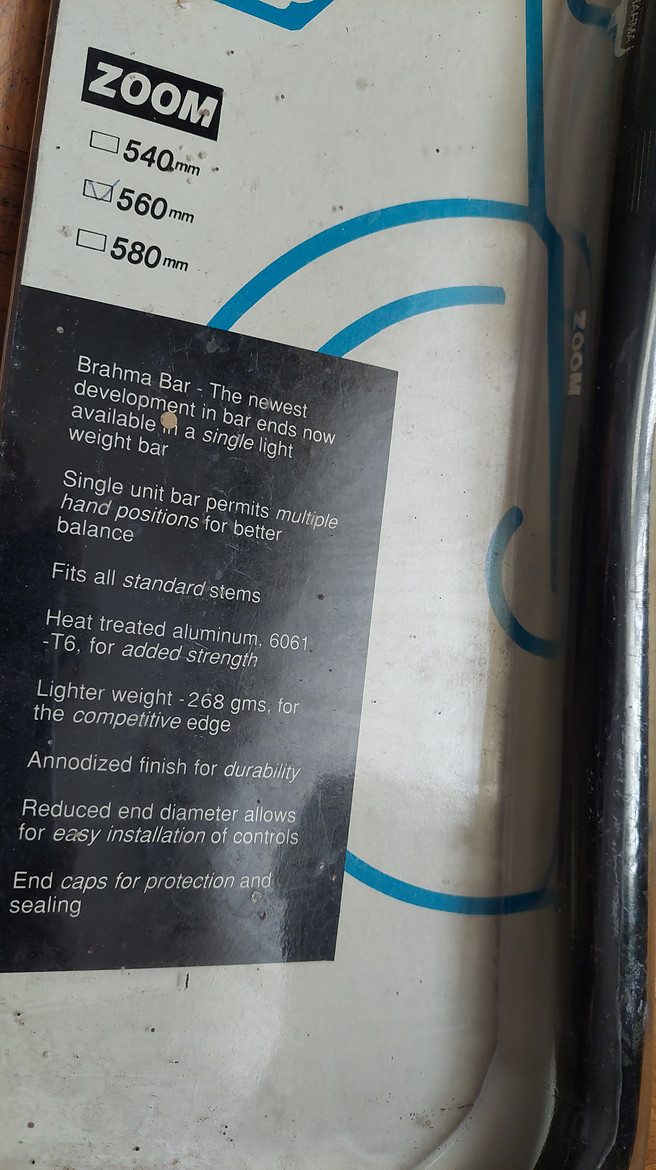 ZOOM
540mm
560mm
580mm
ZOOM
Brahma Bar - The newest
development in bar ends now
available in a single light
weight bar
Single unit bar permits multiple
hand positions for better
balance
Fits all standard stems
Heat treated aluminum, 6061
-T6, for added strength
Lighter weight -268 gms, for
the competitive edge
Annodized finish for durability
Reduced end diameter allows
for easy installation of controls
End caps for protection and
sealing